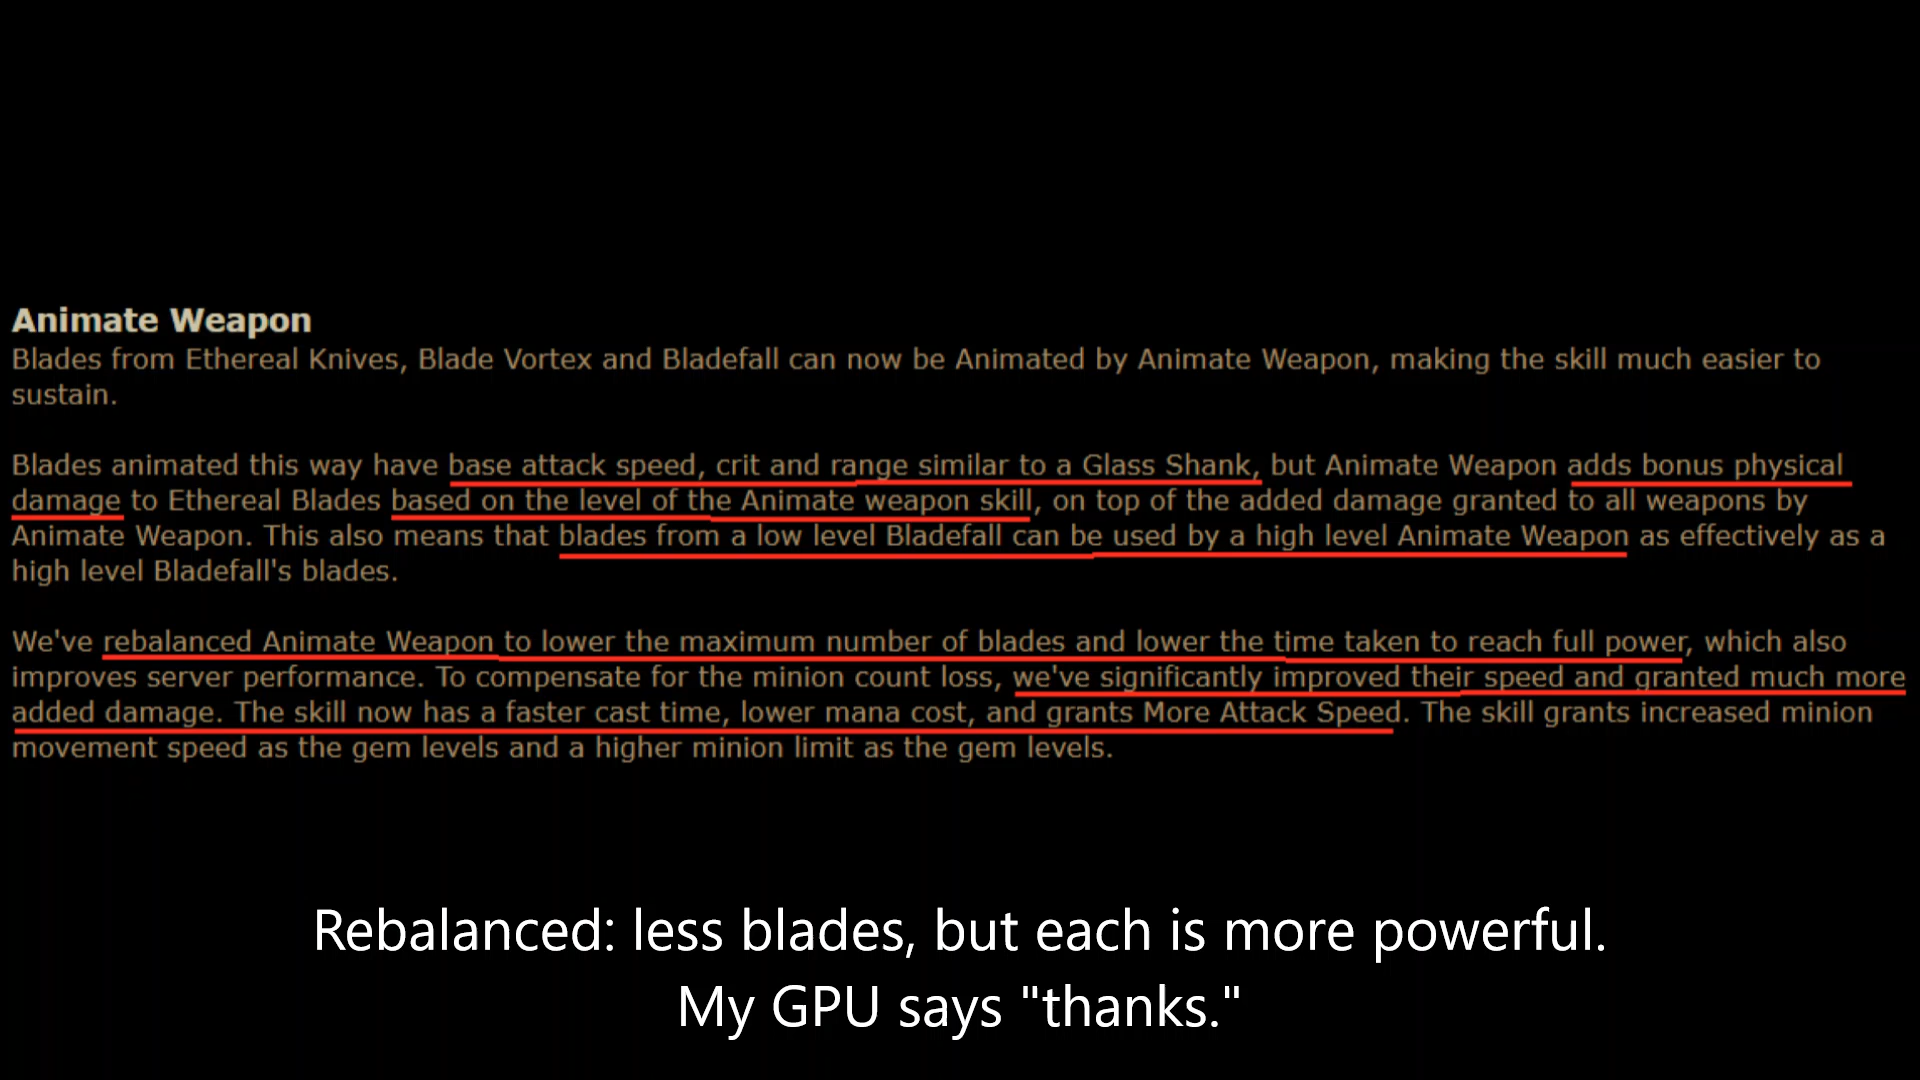 Animate Weapon
Blades from Ethereal Knives, Blade Vortex and Bladefall can now be Animated by Animate Weapon, making the skill much easier to
sustain.
Blades animated this way have base attack speed, crit and range similar to a Glass Shank, but Animate Weapon adds bonus physical
damage to Ethereal Blades based on the level of the Animate weapon skill, on top of the added damage granted to all weapons by
Animate Weapon. This also means that blades from a low level Bladefall can be used by a high level Animate Weapon as effectively as a
high level Bladefall's blades.
We've rebalanced Animate Weapon to lower the maximum number of blades and lower the time taken to reach full power, which also
improves server performance. To compensate for the minion count loss, we've significantly improved their speed and granted much more
added damage. The skill now has a faster cast time, lower mana cost, and grants More Attack Speed. The skill grants increased minion
movement speed as the gem levels and a higher minion limit as the gem levels.
Rebalanced: less blades, but each is more powerful.
My GPU says "thanks."